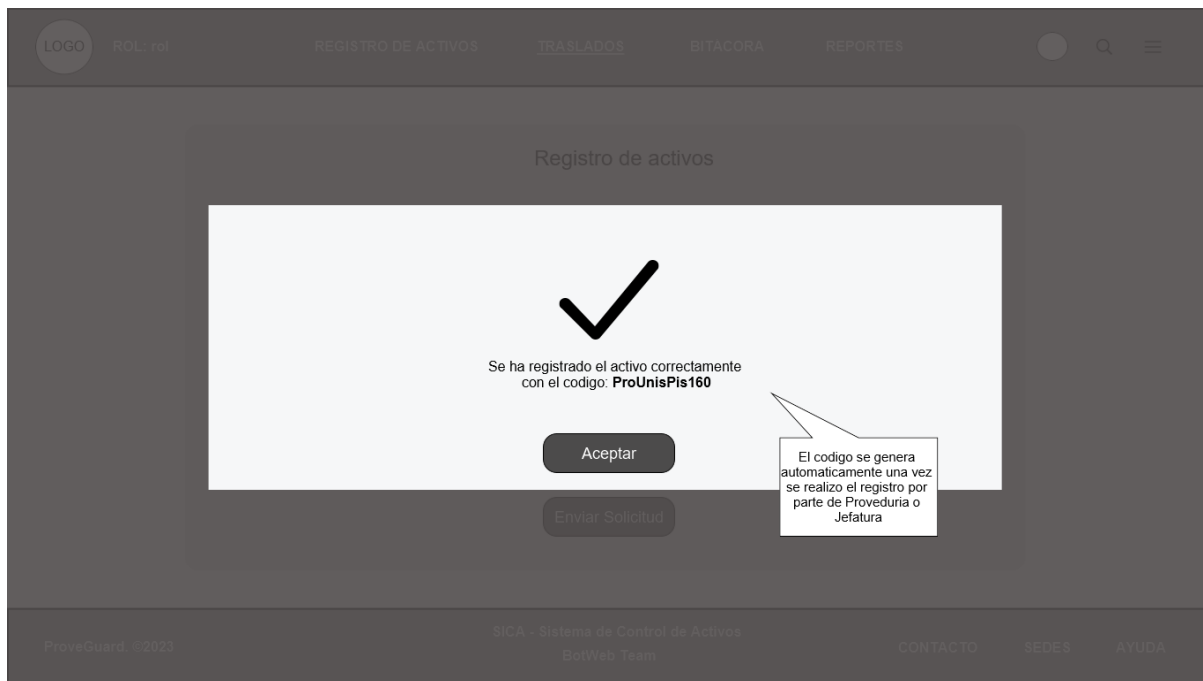 LOGO
ROL: rol
REGISTRO DE ACTIVOS
TRASLADOS
BITACORA
REPORTES
Registro de activos
Se ha registrado el activo correctamente
con el codigo: ProUnisPis160
Aceptar
El codigo se genera
automaticamente una vez
se realizo el registro por
parte de Proveduria o
Jefatura
Enviar Solicitud
ProveGuard. ©2023
SICA - Sistema de Control de Activos
BolWeb Team
CONTACTO
SEDES
AYUDA